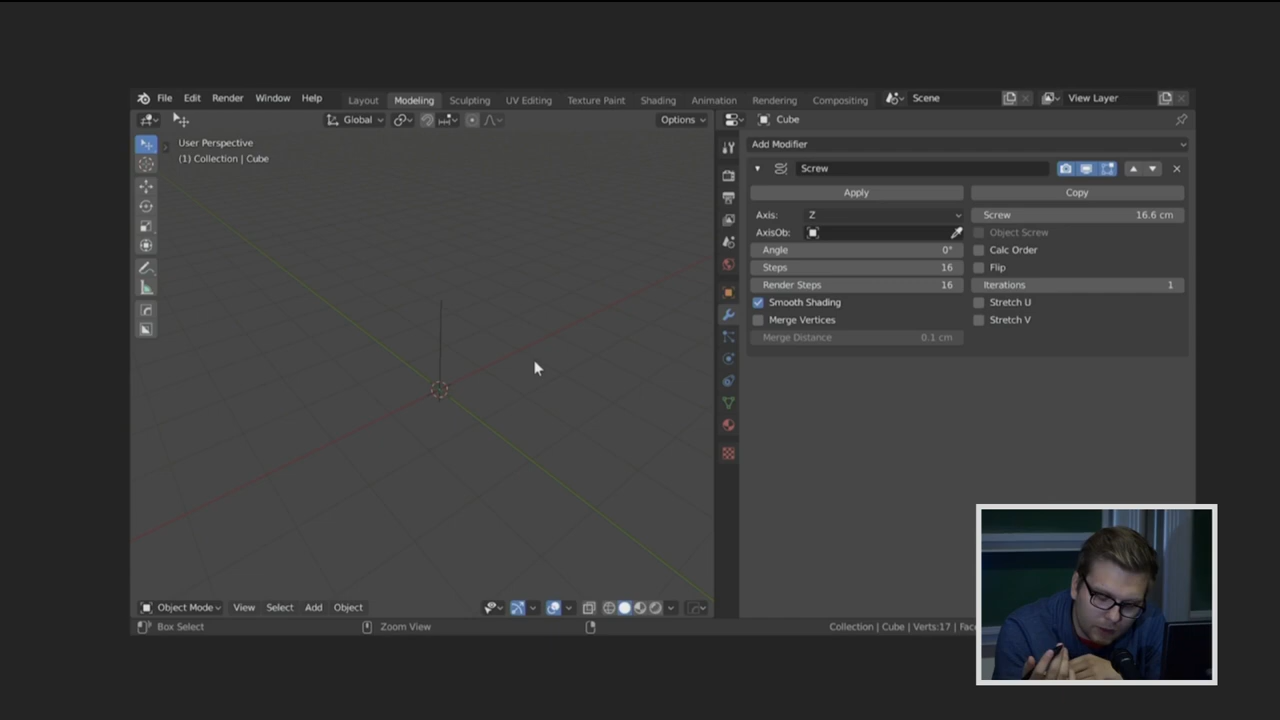 File Edit Render Window Help Layout Modeling Sculpting UV Editing Texture Paint Shading Animation Rendering Compositing Scene View Layer
Global Options Cube
User Perspective
(1) Collection | Cube
Add Modifier
Screw
Apply Copy
Axis: Z Screw 16.6 cm
AxisOb: Object Screw
Angle 0° Calc Order
Steps 16 Flip
Render Steps 16 Iterations 1
Smooth Shading Stretch U
Merge Vertices Stretch V
Merge Distance 0.1 cm
Object Mode View Select Add Object
Box Select Zoom View Collection | Cube | Verts:17 |